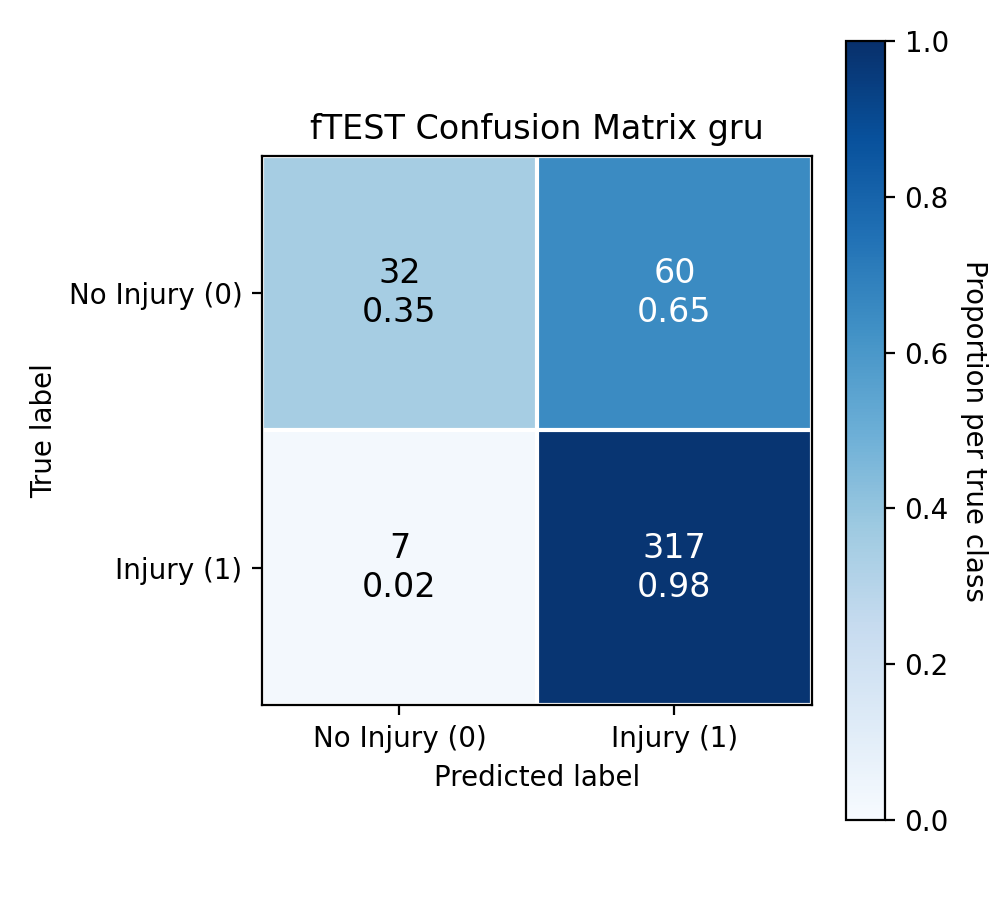 fTEST Confusion Matrix gru
True label
No Injury (0)
Injury (1)
32
0.35
60
0.65
7
0.02
317
0.98
No Injury (0)
Injury (1)
Predicted label
1.0
0.8
0.6
0.4
0.2
0.0
Proportion per true class